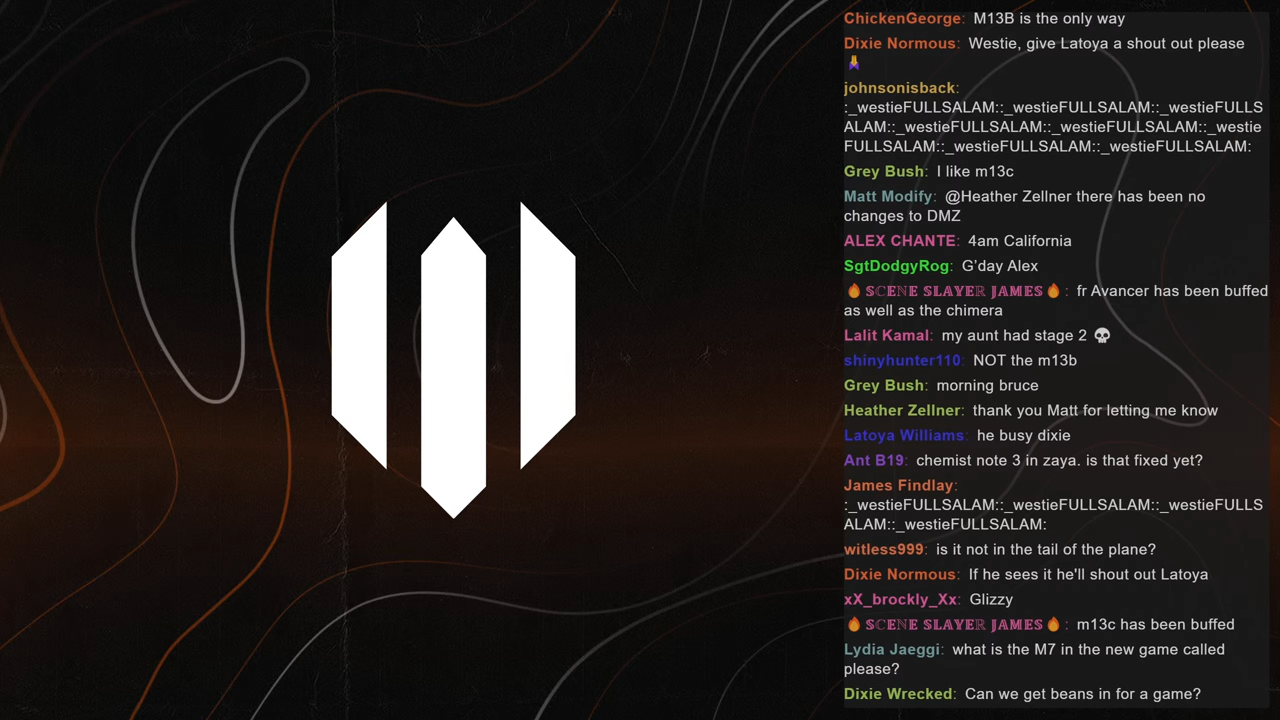 ChickenGeorge: M13B is the only way
Dixie Normous: Westie, give Latoya a shout out please
johnsonisback:
:_westieFULLSALAM::_westieFULLSALAM::_westieFULLS
ALAM::_westieFULLSALAM::_westieFULLSALAM::_westie
FULLSALAM::_westieFULLSALAM::_westieFULLSALAM:
Grey Bush: I like m13c
Matt Modify: @Heather Zellner there has been no
changes to DMZ
ALEX CHANTE: 4am California
SgtDodgyRog: G'day Alex
🔥 𝕊ℂ𝔼ℕ𝔼 𝕊𝕃𝔸𝕐𝔼ℝ 𝕁𝔸𝕄𝔼𝕊 🔥: fr Avancer has been buffed
as well as the chimera
Lalit Kamal: my aunt had stage 2 💀
shinyhunter110: NOT the m13b
Grey Bush: morning bruce
Heather Zellner: thank you Matt for letting me know
Latoya Williams: he busy dixie
Ant B19: chemist note 3 in zaya. is that fixed yet?
James Findlay:
:_westieFULLSALAM::_westieFULLSALAM::_westieFULLS
ALAM::_westieFULLSALAM:
witless999: is it not in the tail of the plane?
Dixie Normous: If he sees it he'll shout out Latoya
xX_brockly_Xx: Glizzy
🔥 𝕊ℂ𝔼ℕ𝔼 𝕊𝕃𝔸𝕐𝔼ℝ 𝕁𝔸𝕄𝔼𝕊 🔥: m13c has been buffed
Lydia Jaeggi: what is the M7 in the new game called
please?
Dixie Wrecked: Can we get beans in for a game?